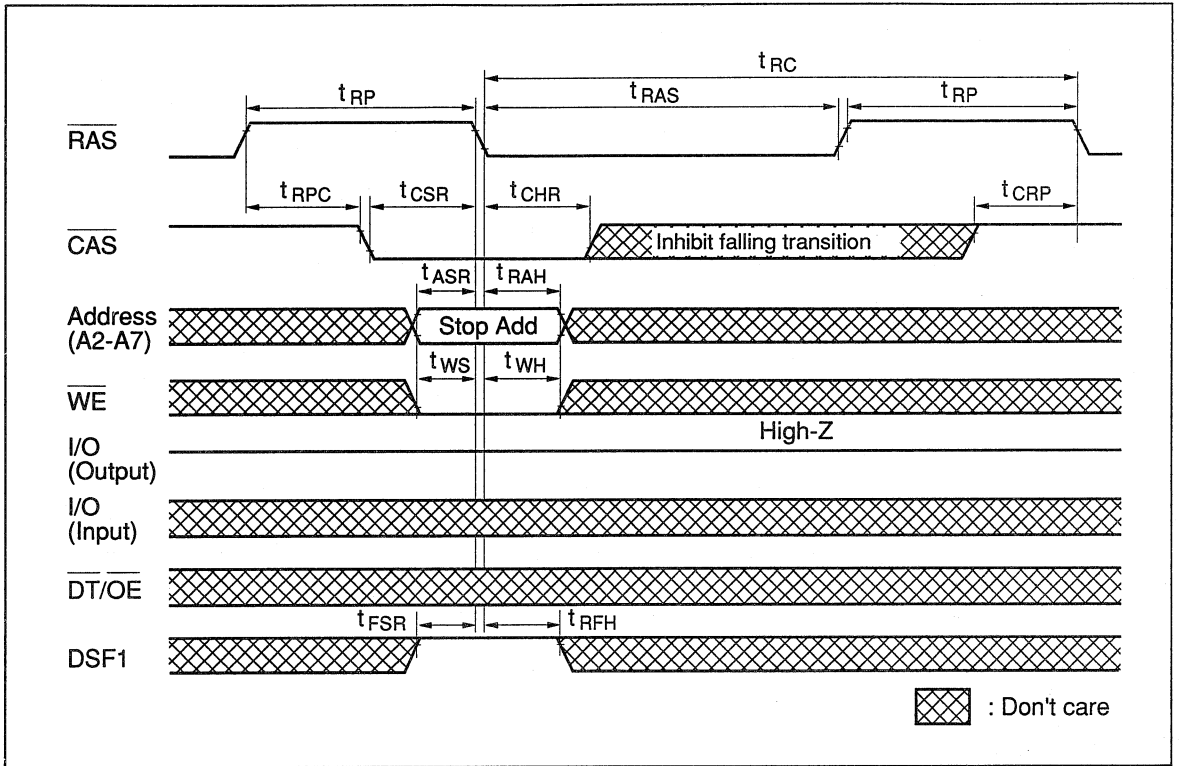 tRC
tRP tRAS tRP
RAS
tRPC tCSR tCHR tCRP
CAS Inhibit falling transition
tASR tRAH
Address
(A2-A7) Stop Add
tWS tWH
WE
High-Z
I/O
(Output)
I/O
(Input)
DT/OE
tFSR tRFH
DSF1
: Don't care